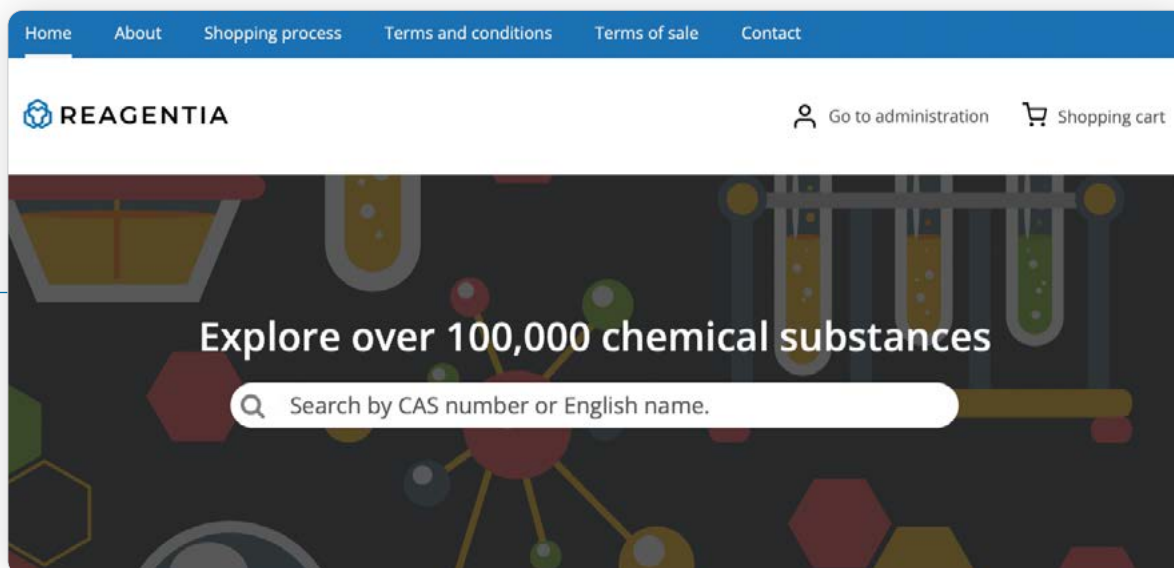 Home About Shopping process Terms and conditions Terms of sale Contact
REAGENTIA Go to administration Shopping cart
Explore over 100,000 chemical substances
Search by CAS number or English name.